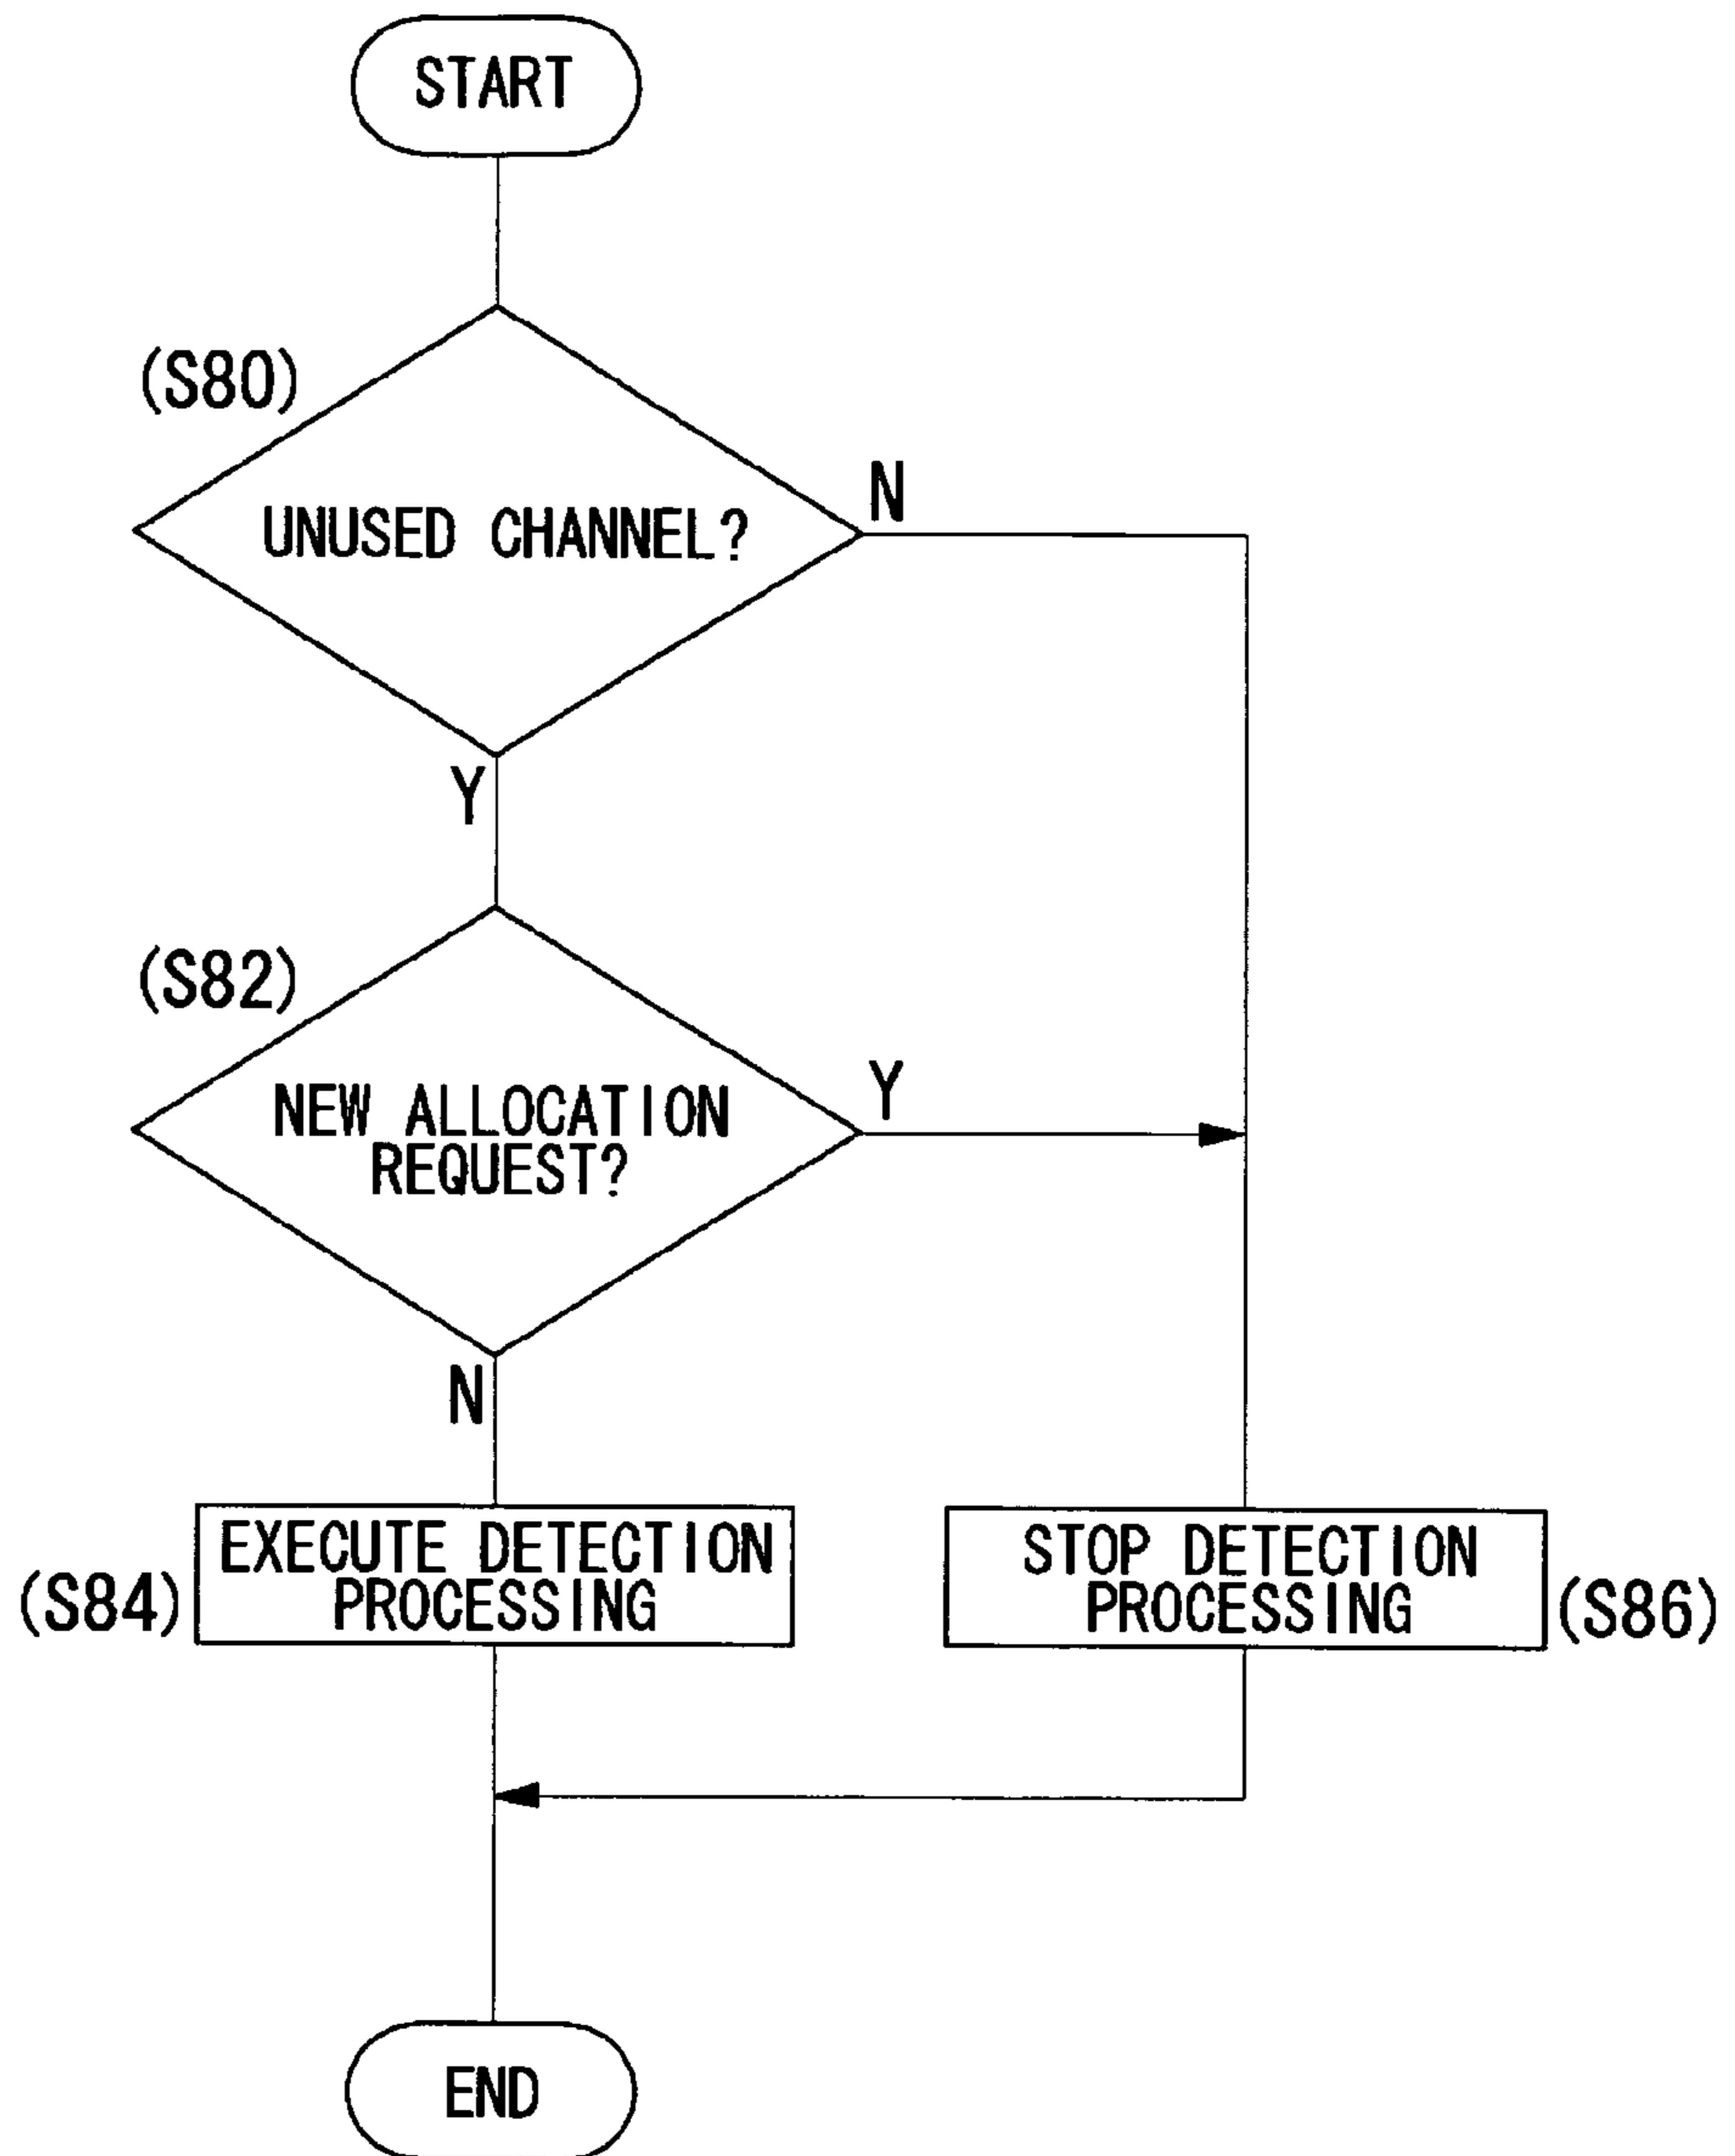 START
(S80)
UNUSED CHANNEL?
N
Y
(S82)
NEW ALLOCATION
REQUEST?
Y
N
(S84)
EXECUTE DETECTION
PROCESSING
STOP DETECTION
PROCESSING
(S86)
END